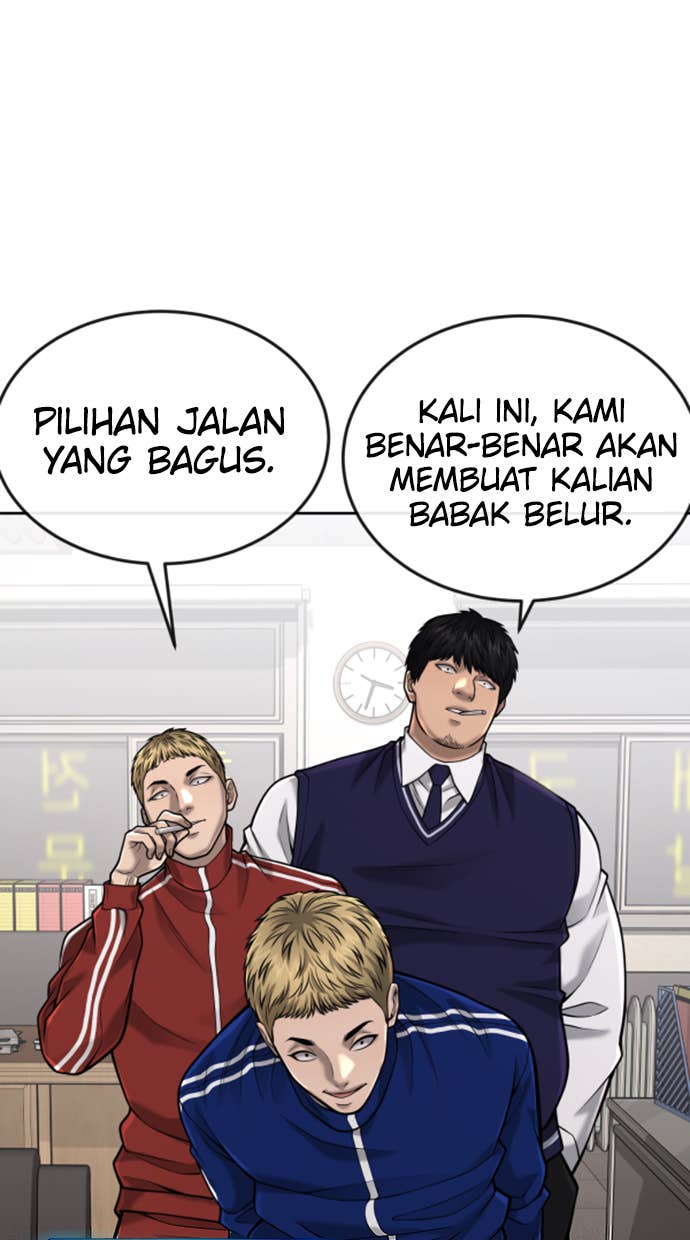 PILIHAN JALAN
YANG BAGUS.
KALI INI, KAMI
BENAR-BENAR AKAN
MEMBUAT KALIAN
BABAK BELUR.